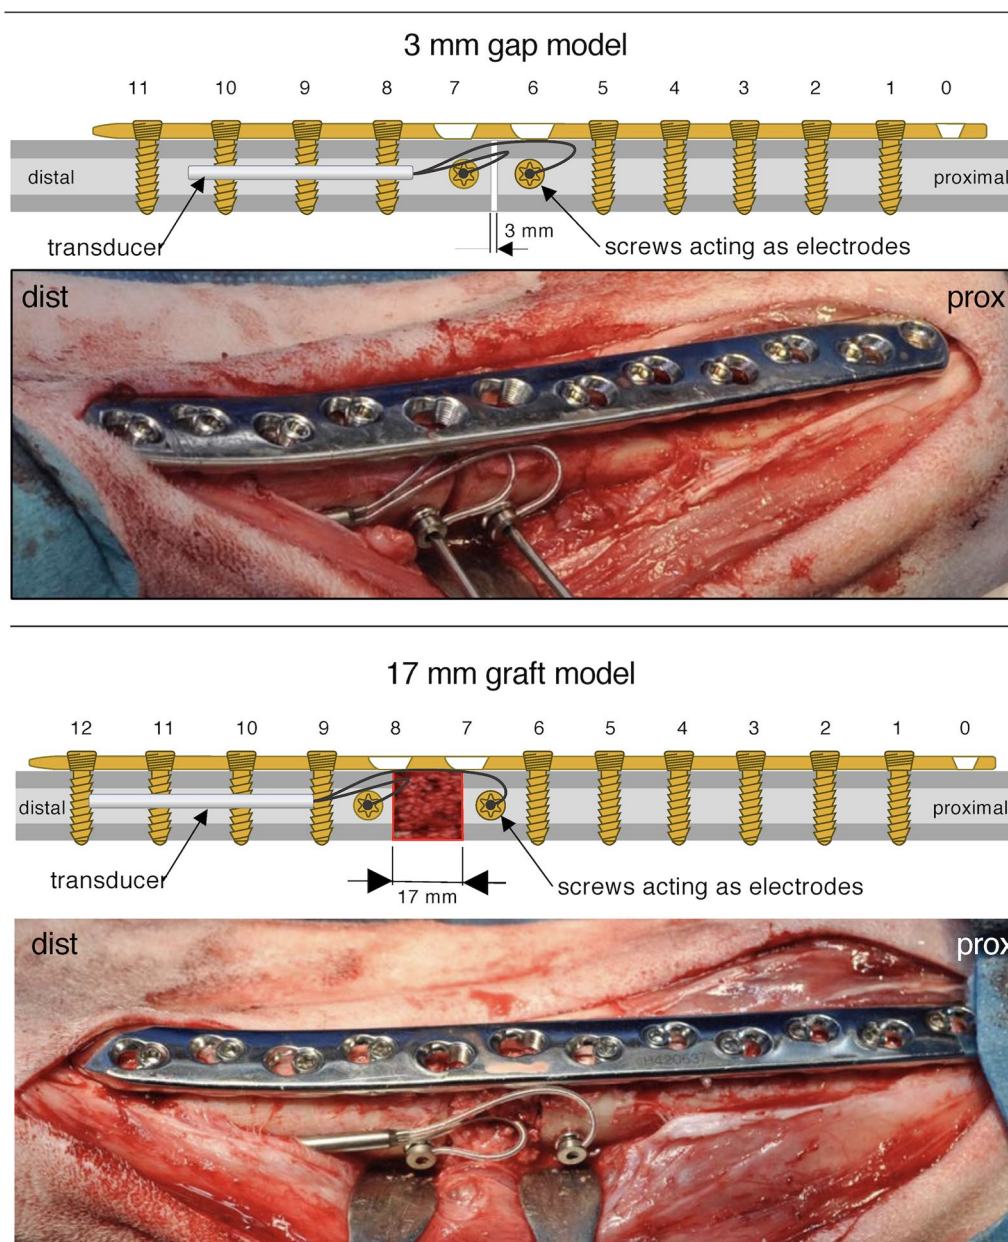 3 mm gap model
11 10 9 8 7 6 5 4 3 2 1 0
distal
proximal
3 mm
transducer
screws acting as electrodes
dist
prox
17 mm graft model
12 11 10 9 8 7 6 5 4 3 2 1 0
distal
proximal
transducer
17 mm
screws acting as electrodes
dist
prox